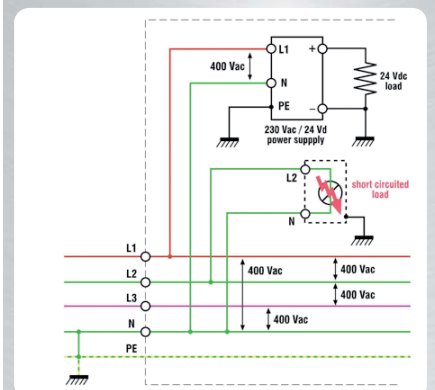 L1
+
400 Vac
N
24 Vdc
load
PE
−
230 Vac / 24 Vd
power suppply
L2
short circuited
load
N
L1
L2
400 Vac
400 Vac
L3
400 Vac
400 Vac
N
PE